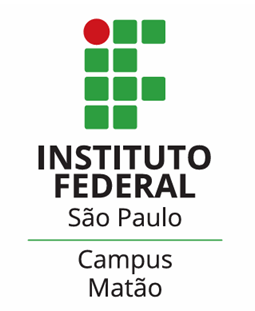 INSTITUTO
FEDERAL
São Paulo
Campus
Matão